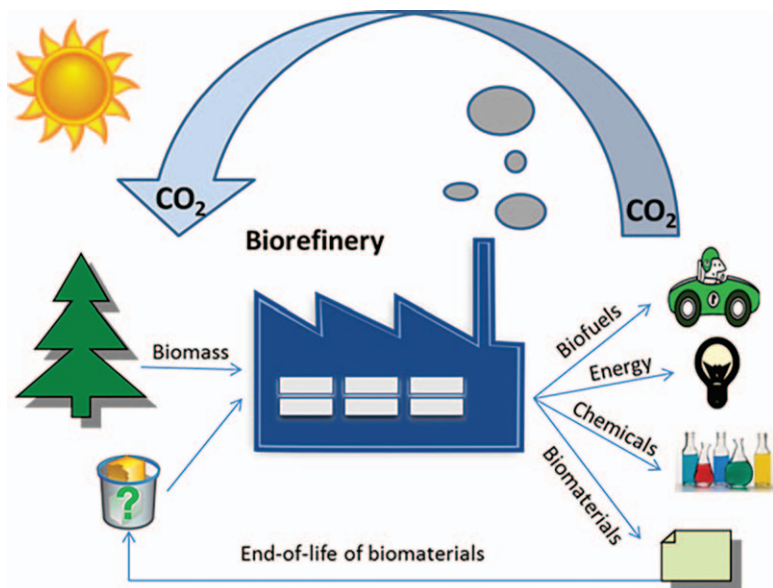 CO₂
CO₂
Biorefinery
Biomass
Biofuels
Energy
Chemicals
Biomaterials
?
End-of-life of biomaterials